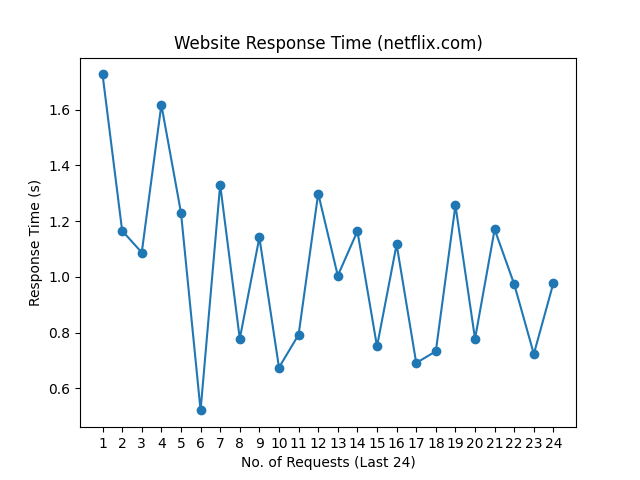 Website Response Time (netflix.com)
Response Time (s)
1.6
1.4
1.2
1.0
0.8
0.6
1 2 3 4 5 6 7 8 9 10 11 12 13 14 15 16 17 18 19 20 21 22 23 24
No. of Requests (Last 24)